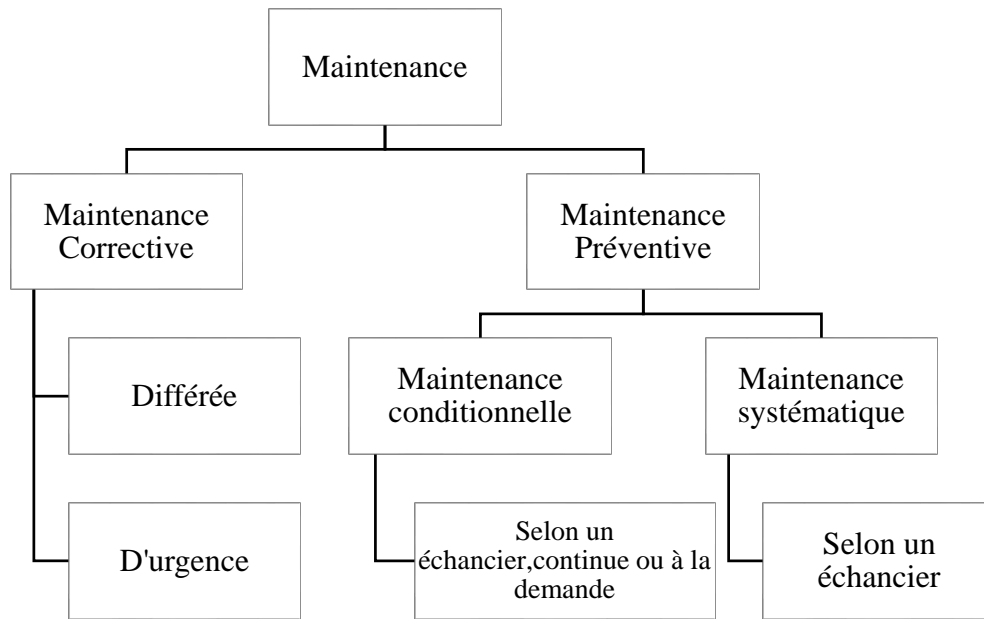 Maintenance
Maintenance
Corrective
Maintenance
Préventive
Différée
Maintenance
conditionnelle
Maintenance
systématique
D'urgence
Selon un
échancier,continue ou à la
demande
Selon un
échancier